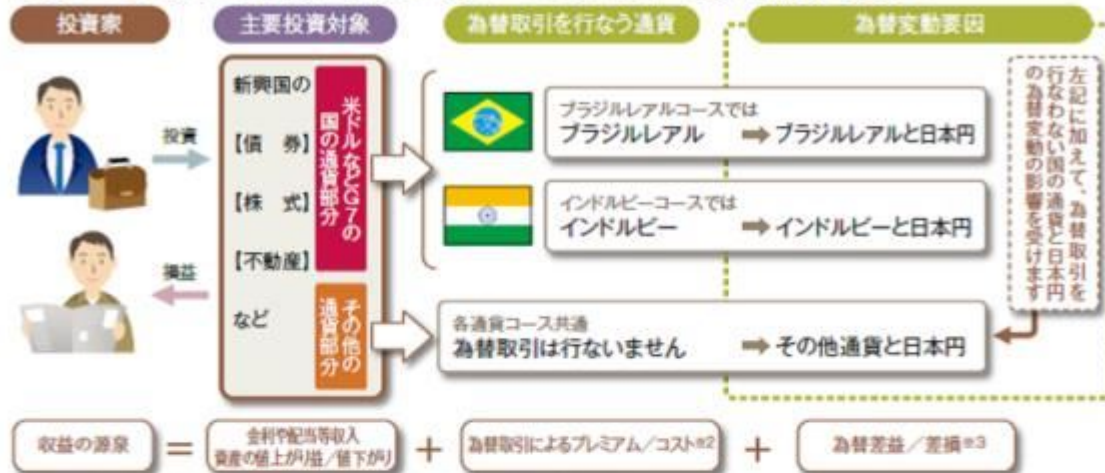 投資家
主要投資対象
為替取引を行なう通貨
為替変動要因
投資
損益
新興国の
【債 券】
【株 式】
【不動産】
など
米ドルなどG7の
国の通貨部分
その他の
通貨部分
ブラジルレアルコースでは
ブラジルレアル
ブラジルレアルと日本円
インドルピーコースでは
インドルピー
インドルピーと日本円
各通貨コース共通
為替取引は行ないません
その他通貨と日本円
左記に加えて、為替取引を
行なわない国の通貨と日本円
の為替変動の影響を受けます
収益の源泉
=
金利や配当等収入
資産の値上がり益/値下がり
+
為替取引によるプレミアム/コスト※2
+
為替差益/差損※3